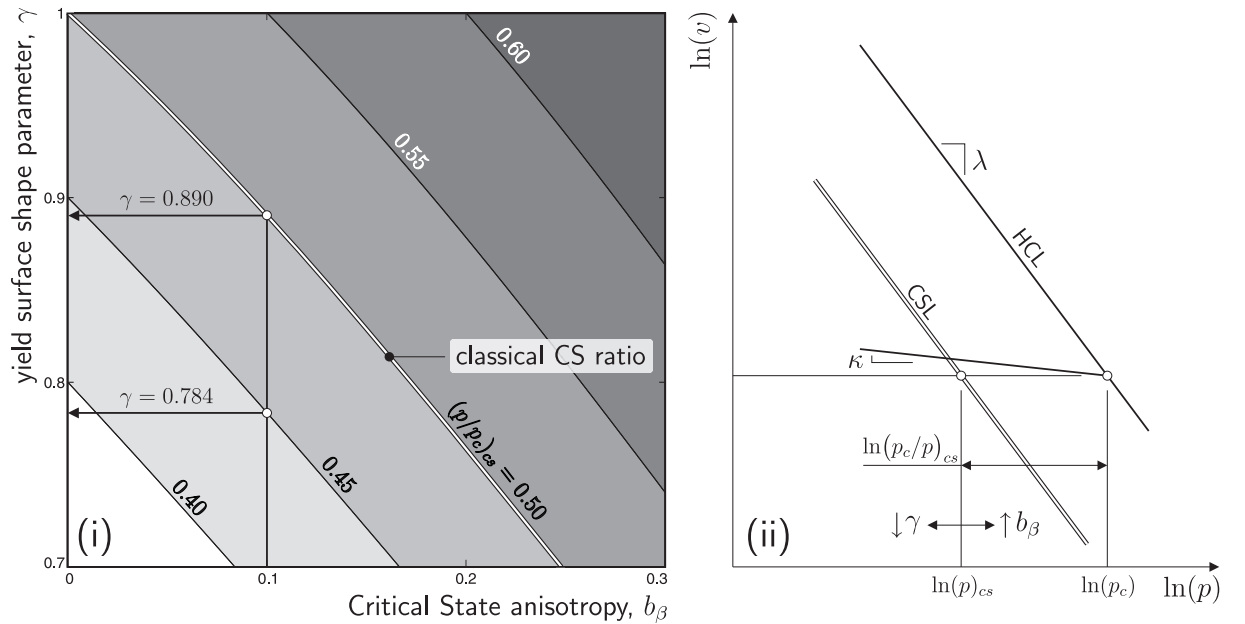 yield surface shape parameter, γ
1
0.9
0.8
0.7
0
0.1
0.2
0.3
Critical State anisotropy, b_β
0.60
0.55
γ = 0.890
classical CS ratio
γ = 0.784
(p/p_c)_cs = 0.50
0.45
0.40
(i)
ln(v)
λ
HCL
CSL
κ
ln(p_c/p)_cs
↓γ
↑b_β
(ii)
ln(p)_cs
ln(p_c)
ln(p)